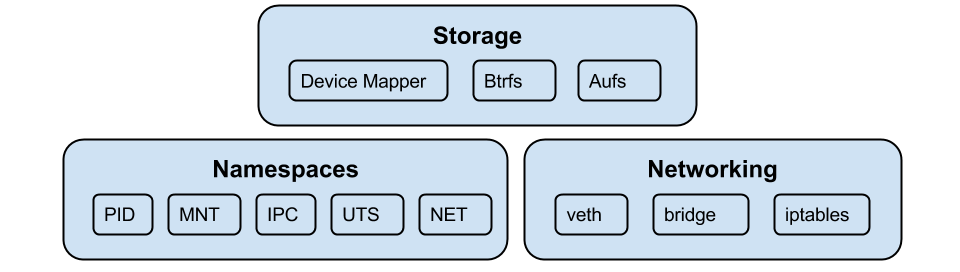 Storage
Device Mapper Btrfs Aufs
Namespaces
PID MNT IPC UTS NET
Networking
veth bridge iptables